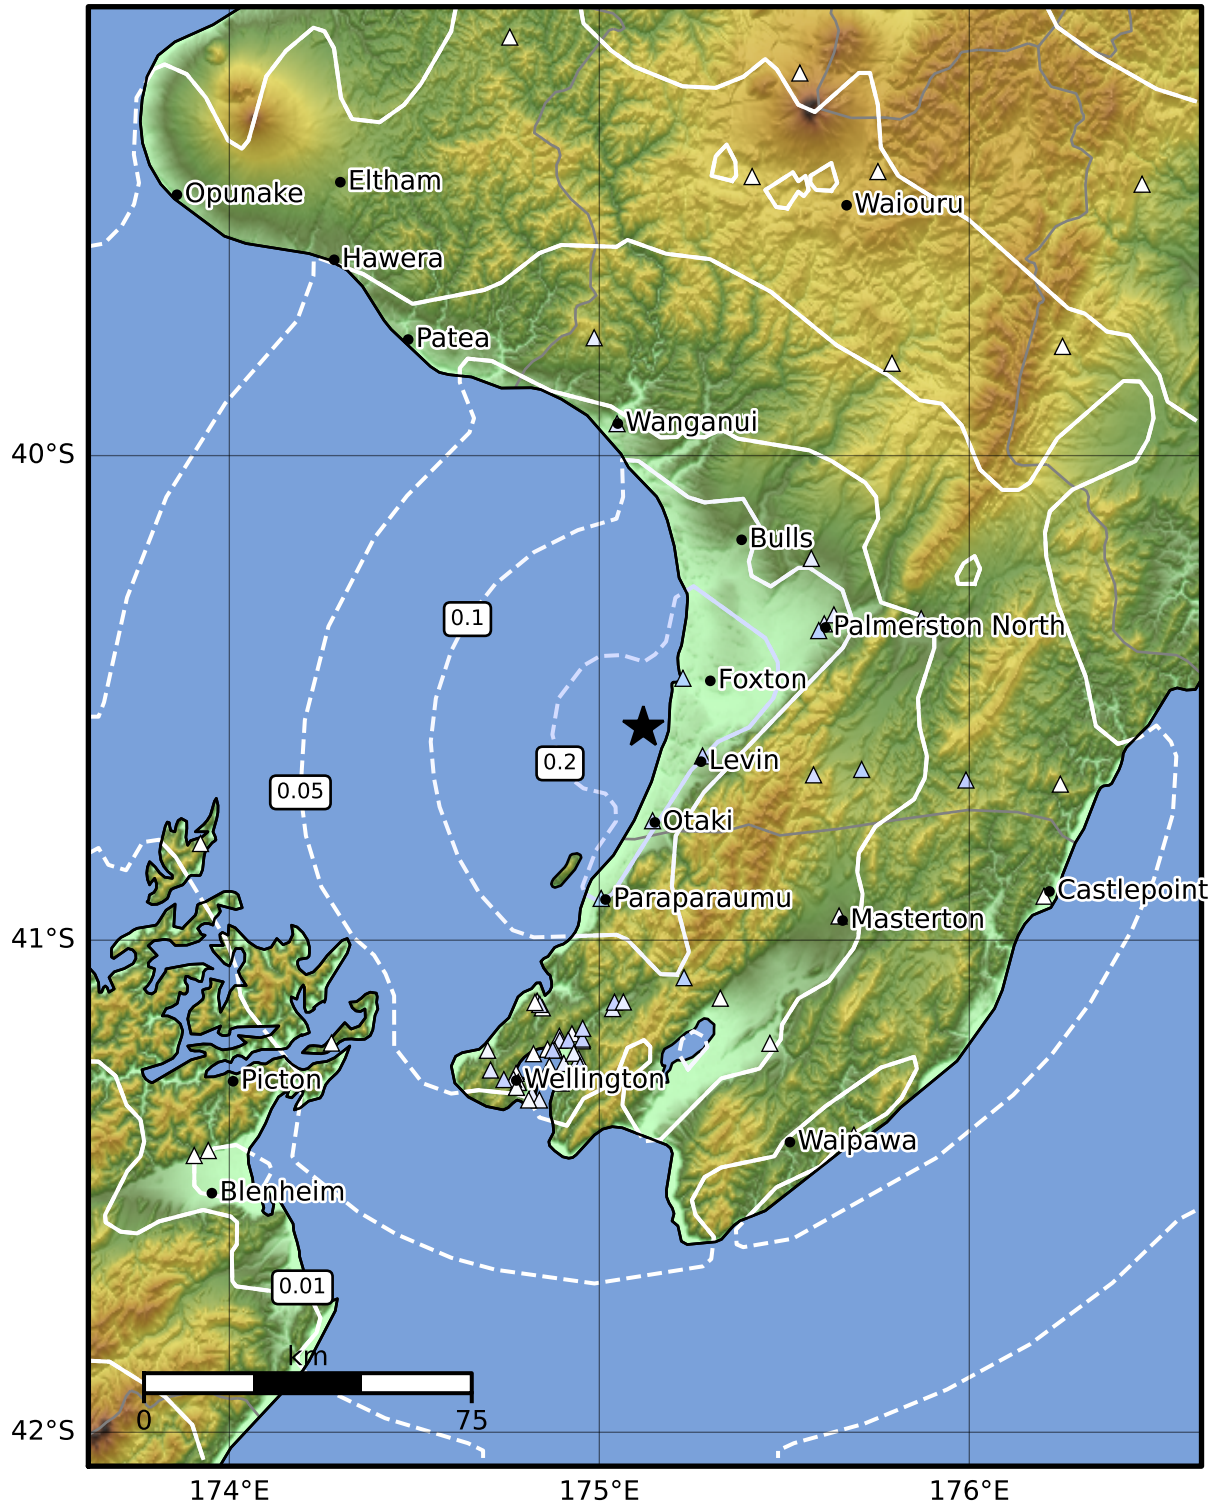 Eltham
Opunake
Waiouru
Hawera
Patea
Wanganui
40°S
Bulls
0.1
Palmerston North
Foxton
0.2
Levin
0.05
Otaki
Castlepoint
Paraparaumu
Masterton
41°S
Picton
Wellington
Waipawa
Blenheim
0.01
km
0
75
42°S
174°E
175°E
176°E